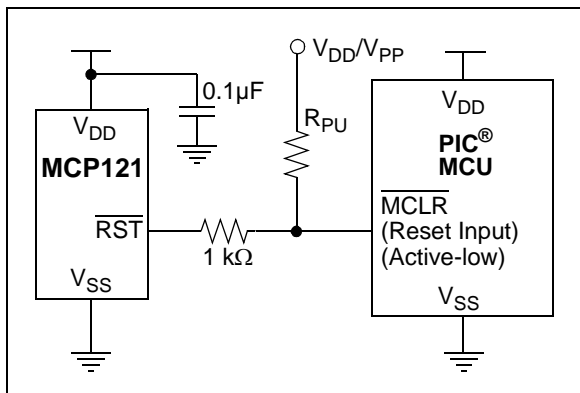 V_DD/V_PP
0.1µF
R_PU
V_DD
MCP121
RST
V_SS
1 kΩ
V_DD
PIC®
MCU
MCLR
(Reset Input)
(Active-low)
V_SS